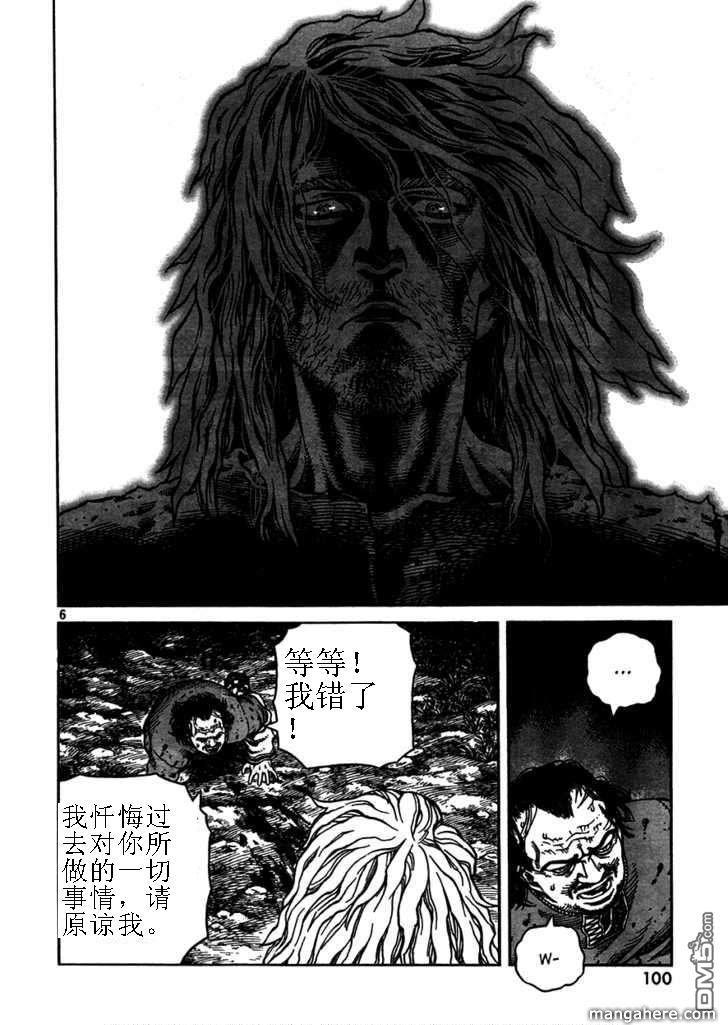 6
...
W-
等等!
我错了
!
我忏悔过
去对你所
做的一切
事情,请
原谅我。
100
DM5.com
mangahere.com